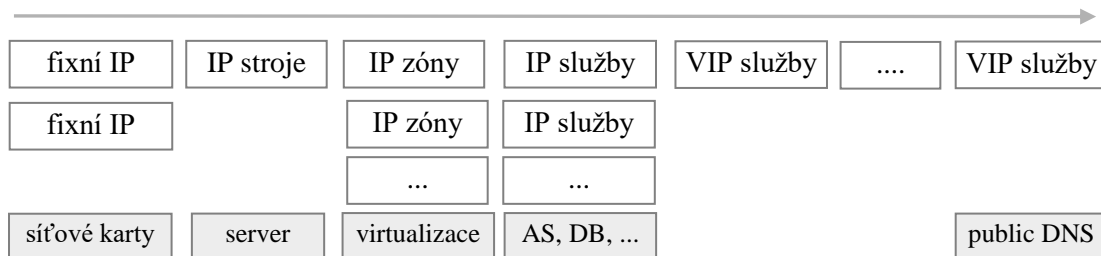 fixní IP IP stroje IP zóny IP služby VIP služby .... VIP služby
fixní IP IP zóny IP služby
... ...
síťové karty server virtualizace AS, DB, ... public DNS